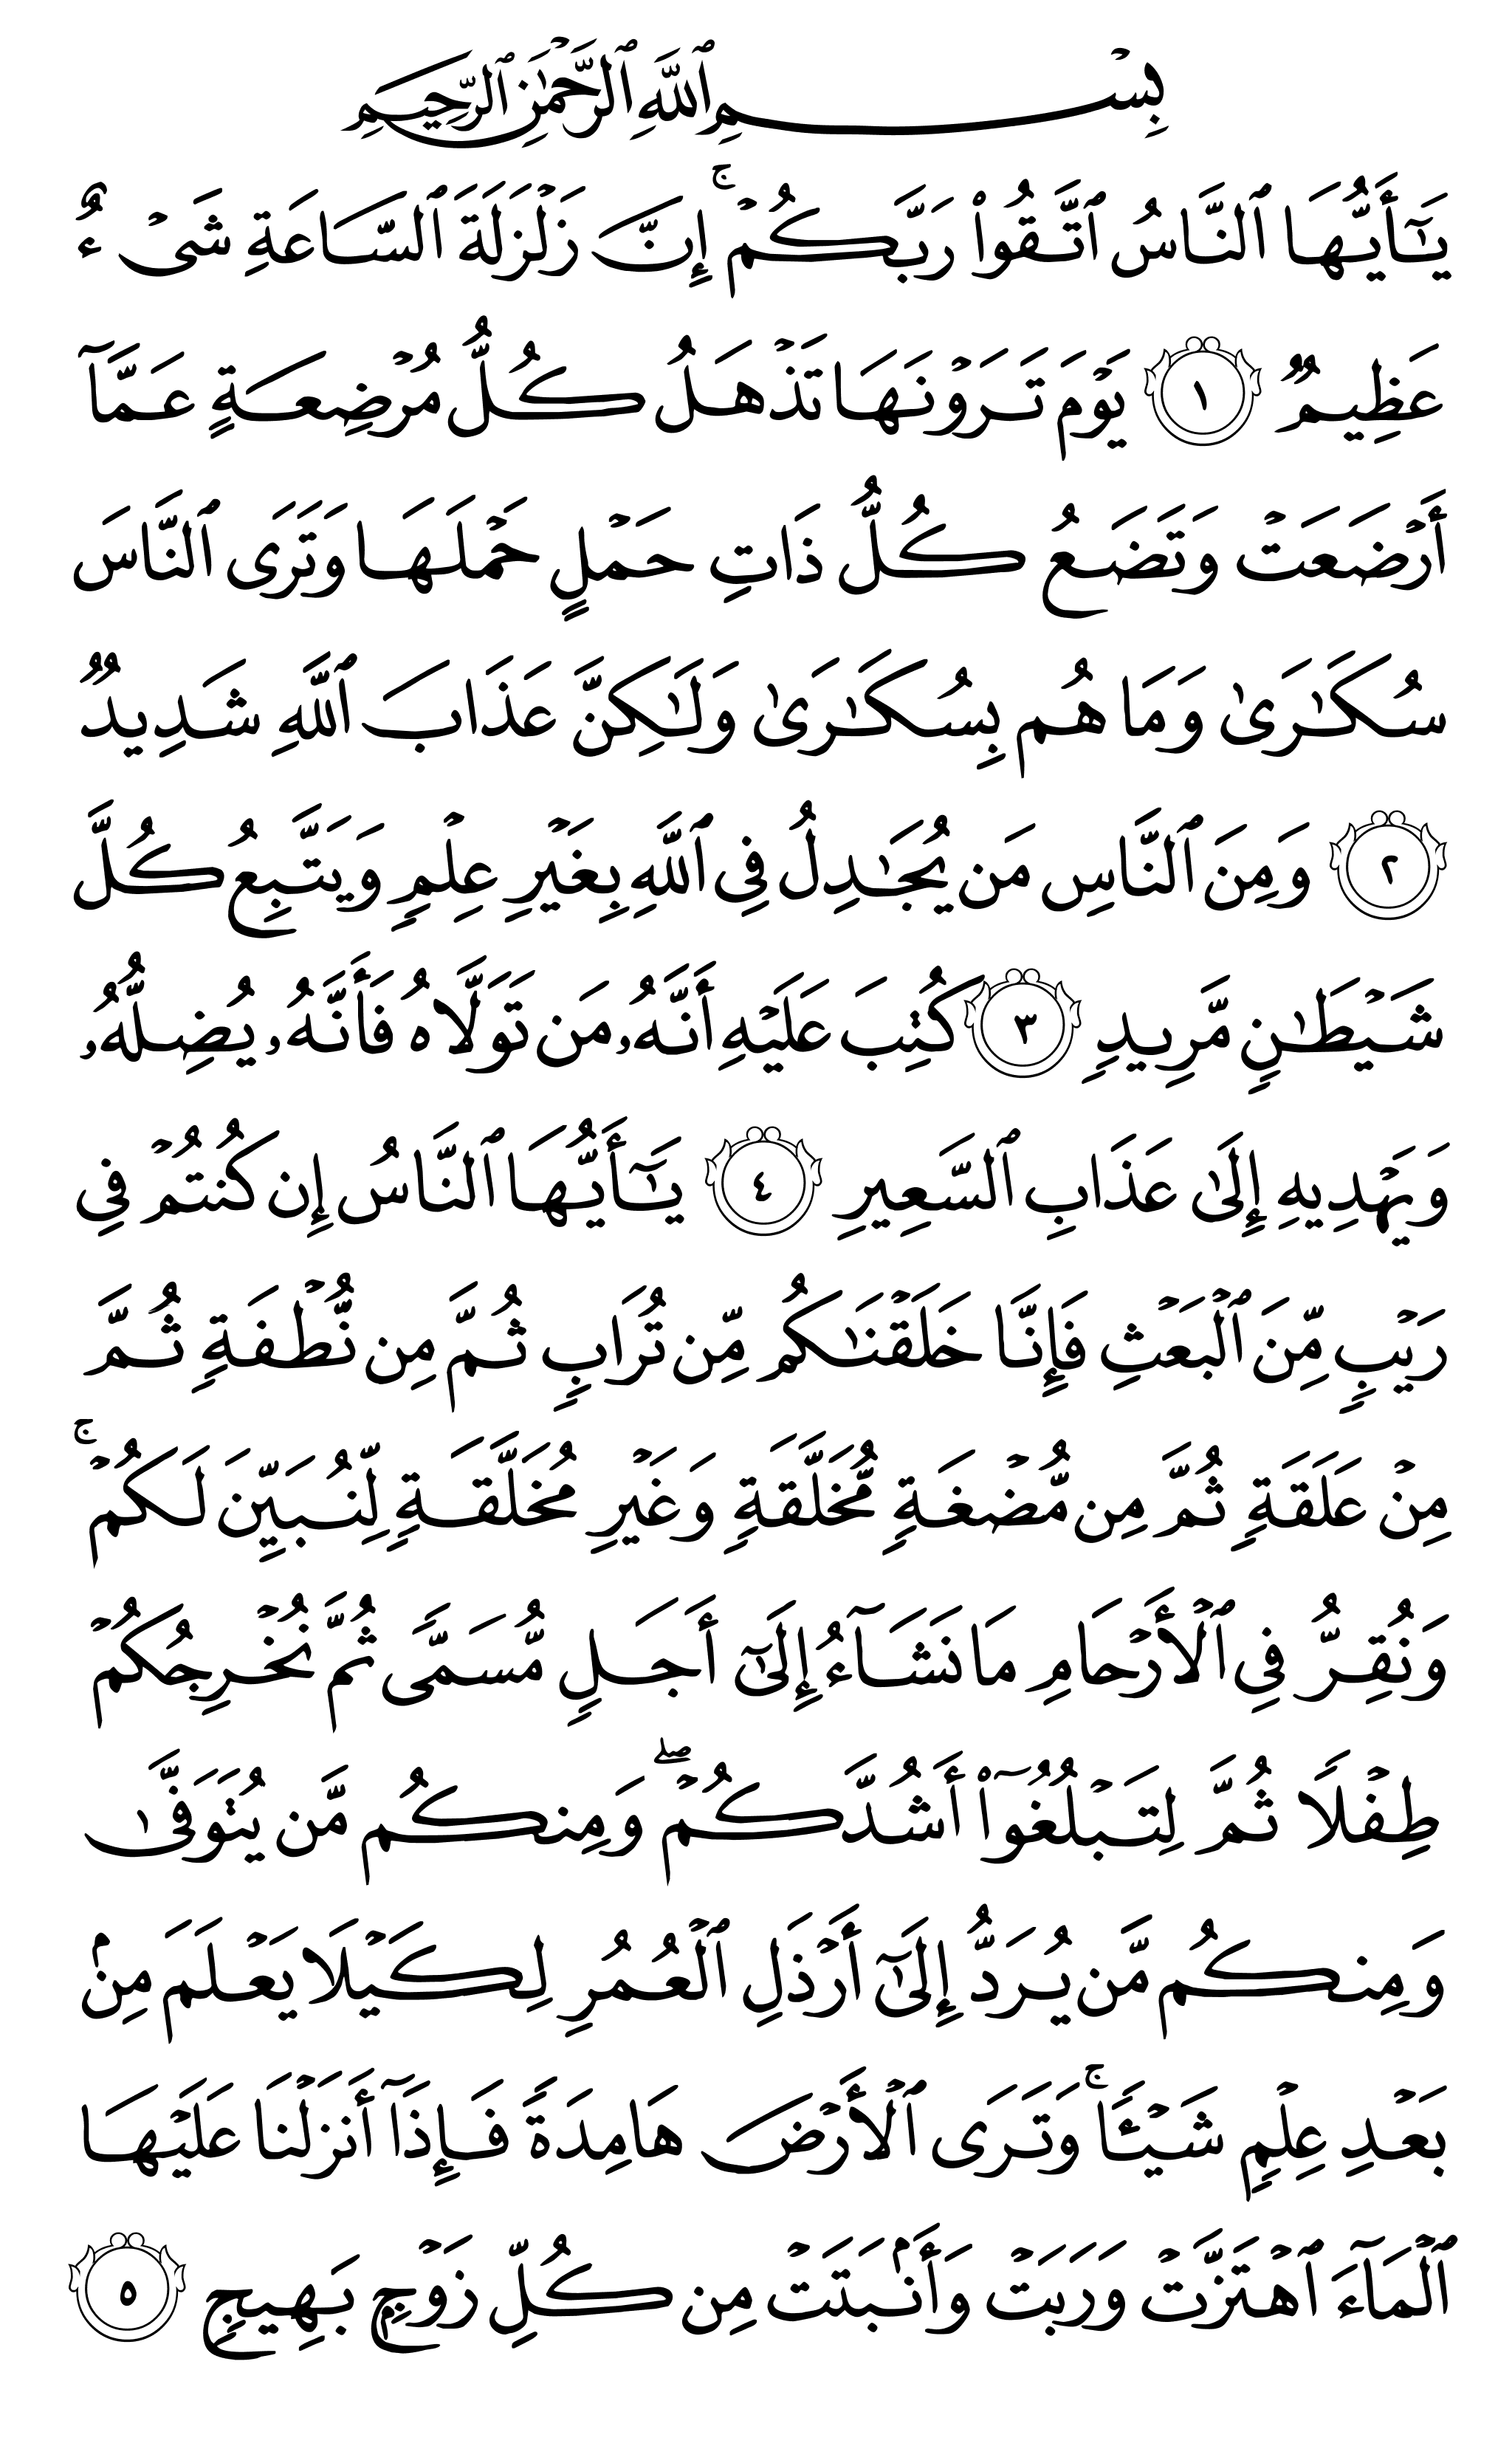 بِسْمِ ٱللَّهِ ٱلرَّحْمَٰنِ ٱلرَّحِيمِ
يَـٰٓأَيُّهَا ٱلنَّاسُ ٱتَّقُوا۟ رَبَّكُمْ ۚ إِنَّ زَلْزَلَةَ ٱلسَّاعَةِ شَىْءٌ
عَظِيمٌ ١ يَوْمَ تَرَوْنَهَا تَذْهَلُ كُلُّ مُرْضِعَةٍ عَمَّآ
أَرْضَعَتْ وَتَضَعُ كُلُّ ذَاتِ حَمْلٍ حَمْلَهَا وَتَرَى ٱلنَّاسَ
سُكَـٰرَىٰ وَمَا هُم بِسُكَـٰرَىٰ وَلَـٰكِنَّ عَذَابَ ٱللَّهِ شَدِيدٌ
٢ وَمِنَ ٱلنَّاسِ مَن يُجَـٰدِلُ فِى ٱللَّهِ بِغَيْرِ عِلْمٍ وَيَتَّبِعُ كُلَّ
شَيْطَـٰنٍ مَّرِيدٍ ٣ كُتِبَ عَلَيْهِ أَنَّهُۥ مَن تَوَلَّاهُ فَأَنَّهُۥ يُضِلُّهُۥ
وَيَهْدِيهِ إِلَىٰ عَذَابِ ٱلسَّعِيرِ ٤ يَـٰٓأَيُّهَا ٱلنَّاسُ إِن كُنتُمْ فِى
رَيْبٍ مِّنَ ٱلْبَعْثِ فَإِنَّا خَلَقْنَـٰكُم مِّن تُرَابٍ ثُمَّ مِن نُّطْفَةٍ ثُمَّ
مِنْ عَلَقَةٍ ثُمَّ مِن مُّضْغَةٍ مُّخَلَّقَةٍ وَغَيْرِ مُخَلَّقَةٍ لِّنُبَيِّنَ لَكُمْ ۚ
وَنُقِرُّ فِى ٱلْأَرْحَامِ مَا نَشَآءُ إِلَىٰٓ أَجَلٍ مُّسَمًّى ثُمَّ نُخْرِجُكُمْ
طِفْلًا ثُمَّ لِتَبْلُغُوٓا۟ أَشُدَّكُمْ ۖ وَمِنكُم مَّن يُتَوَفَّىٰ
وَمِنكُم مَّن يُرَدُّ إِلَىٰٓ أَرْذَلِ ٱلْعُمُرِ لِكَيْلَا يَعْلَمَ مِنۢ
بَعْدِ عِلْمٍ شَيْـًٔا ۚ وَتَرَى ٱلْأَرْضَ هَامِدَةً فَإِذَآ أَنزَلْنَا عَلَيْهَا
ٱلْمَآءَ ٱهْتَزَّتْ وَرَبَتْ وَأَنۢبَتَتْ مِن كُلِّ زَوْجٍۭ بَهِيجٍ ٥